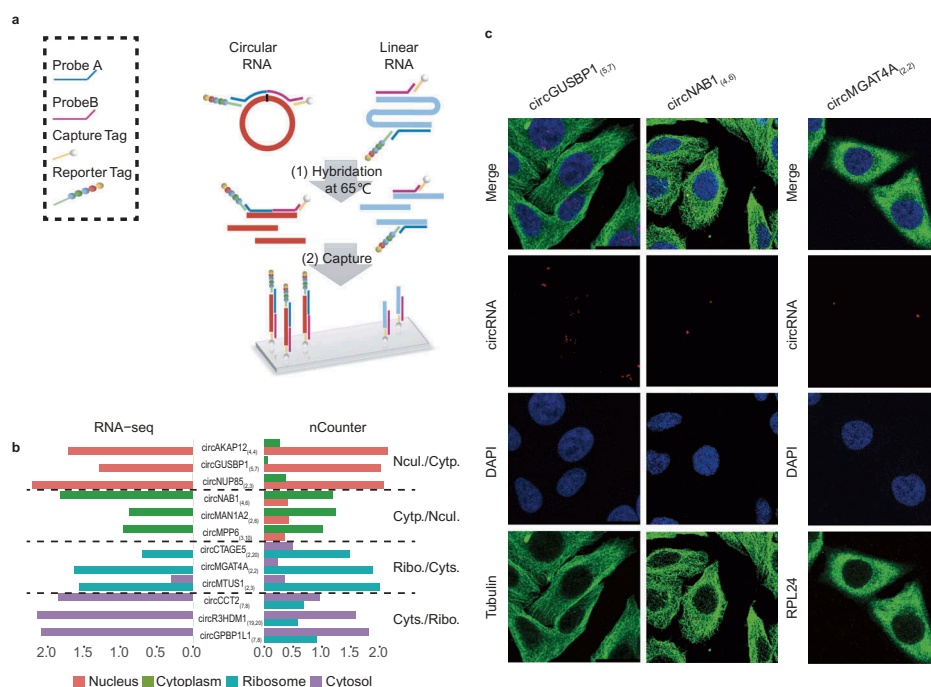 a
Probe A
ProbeB
Capture Tag
Reporter Tag
Circular
RNA
Linear
RNA
(1) Hybridation
at 65℃
(2) Capture
b
RNA−seq
nCounter
circAKAP12(4,4)
circGUSBP1(5,7)
circNUP85(2,3)
Ncul./Cytp.
circNAB1(4,6)
circMAN1A2(2,6)
circMPP6(3,10)
Cytp./Ncul.
circCTAGE5(2,20)
circMGAT4A(2,2)
circMTUS1(2,3)
Ribo./Cyts.
circCCT2(7,8)
circR3HDM1(19,20)
circGPBP1L1(7,8)
Cyts./Ribo.
2.0 1.5 1.0 0.5 0.0
0.0 0.5 1.0 1.5 2.0
Nucleus Cytoplasm Ribosome Cytosol
c
circGUSBP1(5,7)
circNAB1(4,6)
circMGAT4A(2,2)
Merge
Merge
circRNA
circRNA
DAPI
DAPI
Tubulin
RPL24